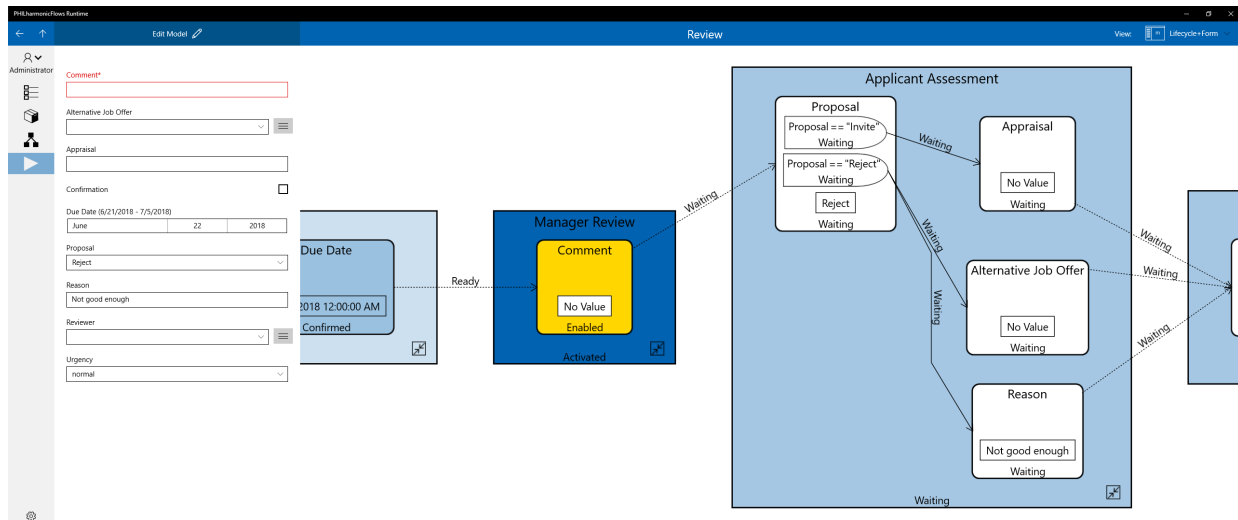 PHILharmonicFlows Runtime
Edit Model
Review
View:
Lifecycle+Form
Administrator
Comment*
Alternative Job Offer
Appraisal
Confirmation
Due Date (6/21/2018 - 7/5/2018)
June 22 2018
Proposal
Reject
Reason
Not good enough
Reviewer
Urgency
normal
Due Date
2018 12:00:00 AM
Confirmed
Ready
Manager Review
Comment
No Value
Enabled
Activated
Waiting
Applicant Assessment
Proposal
Proposal == "Invite"
Waiting
Proposal == "Reject"
Waiting
Reject
Waiting
Waiting
Waiting
Waiting
Appraisal
No Value
Waiting
Alternative Job Offer
No Value
Waiting
Reason
Not good enough
Waiting
Waiting
Waiting
Waiting
Waiting